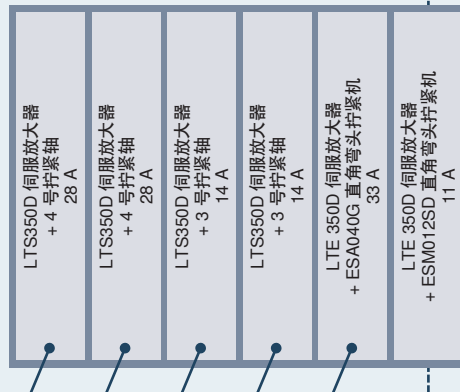 LTS350D 伺服放大器
+ 4 号拧紧轴
28 A
LTS350D 伺服放大器
+ 4 号拧紧轴
28 A
LTS350D 伺服放大器
+ 3 号拧紧轴
14 A
LTS350D 伺服放大器
+ 3 号拧紧轴
14 A
LTE 350D 伺服放大器
+ ESA040G 直角弯头拧紧机
33 A
LTE 350D 伺服放大器
+ ESM012SD 直角弯头拧紧机
11 A